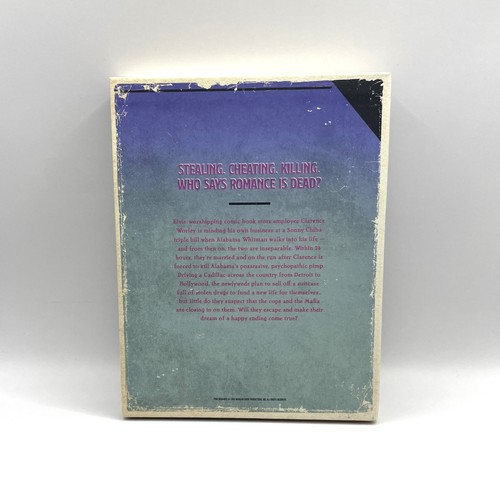 STEALING. CHEATING. KILLING.
WHO SAYS ROMANCE IS DEAD?
Elvis-worshipping comic book store employee Clarence
Worley is minding his own business at a Sonny Chiba
triple bill when Alabama Whitman walks into his life –
and from then on, the two are inseparable. Within 24
hours, they're married and on the run after Clarence is
forced to kill Alabama's possessive, psychopathic pimp.
Driving a Cadillac across the country from Detroit to
Hollywood, the newlyweds plan to sell off a suitcase
full of stolen drugs to fund a new life for themselves...
but little do they suspect that the cops and the Mafia
are closing in on them. Will they escape and make their
dream of a happy ending come true?